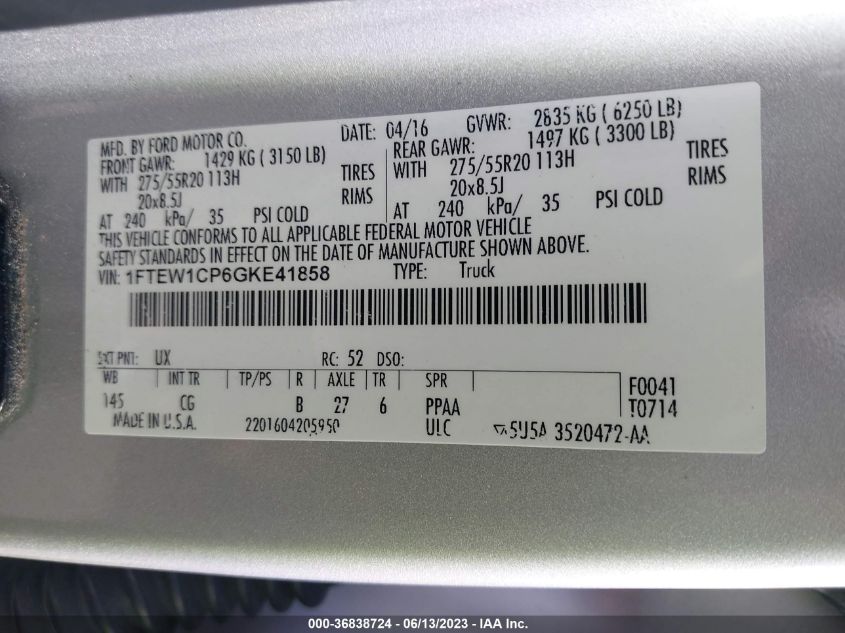 MFD. BY FORD MOTOR CO. DATE: 04/16 GVWR: 2835 KG ( 6250 LB)
FRONT GAWR: 1429 KG ( 3150 LB) REAR GAWR: 1497 KG ( 3300 LB)
WITH 275/55R20 113H TIRES WITH 275/55R20 113H TIRES
20x8.5J RIMS 20x8.5J RIMS
AT 240 kPa/ 35 PSI COLD AT 240 kPa/ 35 PSI COLD
THIS VEHICLE CONFORMS TO ALL APPLICABLE FEDERAL MOTOR VEHICLE
SAFETY STANDARDS IN EFFECT ON THE DATE OF MANUFACTURE SHOWN ABOVE.
VIN: 1FTEW1CP6GKE41858 TYPE: Truck
EXT PNT: UX RC: 52 DSO:
WB INT TR TP/PS R AXLE TR SPR F0041
145 CG B 27 6 PPAA T0714
MADE IN U.S.A. 2201604205950 ULC 3520472-AA
000-36838724 - 06/13/2023 - IAA Inc.